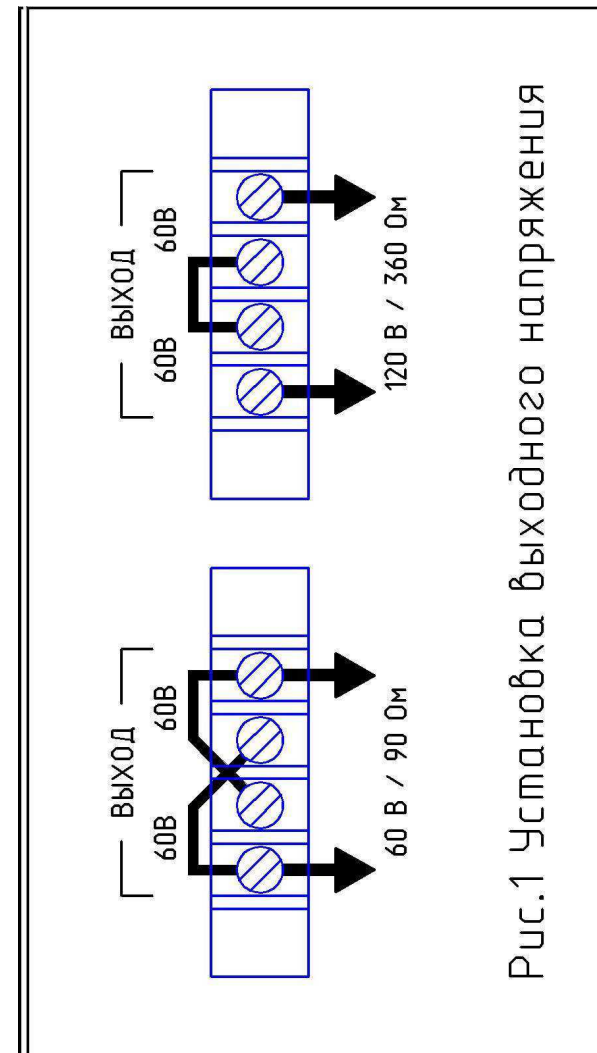 ВЫХОД
60В 60В
60 В / 90 Ом
ВЫХОД
60В 60В
120 В / 360 Ом
Рис.1 Установка выходного напряжения